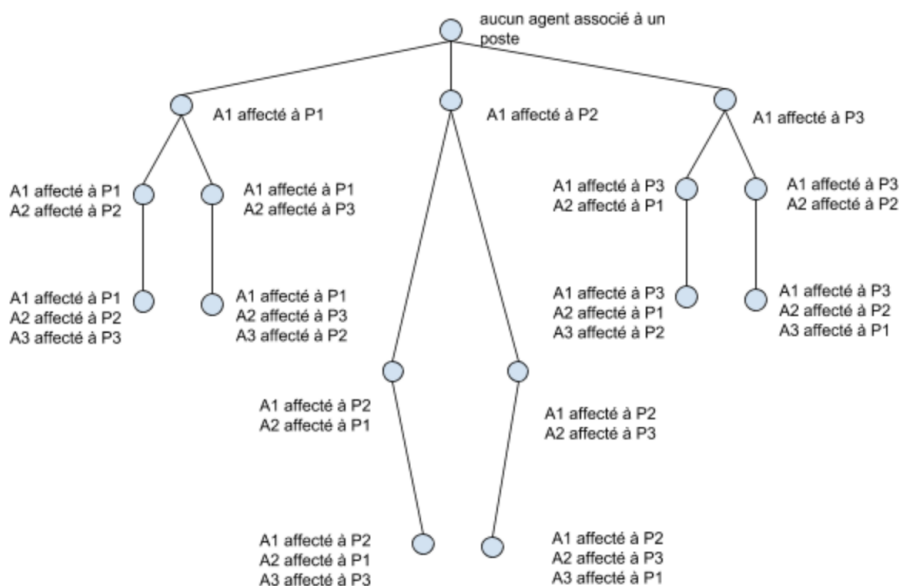 aucun agent associé à un
poste
A1 affecté à P1
A1 affecté à P2
A1 affecté à P3
A1 affecté à P1
A2 affecté à P2
A1 affecté à P1
A2 affecté à P3
A1 affecté à P3
A2 affecté à P1
A1 affecté à P3
A2 affecté à P2
A1 affecté à P1
A2 affecté à P2
A3 affecté à P3
A1 affecté à P1
A2 affecté à P3
A3 affecté à P2
A1 affecté à P3
A2 affecté à P1
A3 affecté à P2
A1 affecté à P3
A2 affecté à P2
A3 affecté à P1
A1 affecté à P2
A2 affecté à P1
A1 affecté à P2
A2 affecté à P3
A1 affecté à P2
A2 affecté à P1
A3 affecté à P3
A1 affecté à P2
A2 affecté à P3
A3 affecté à P1